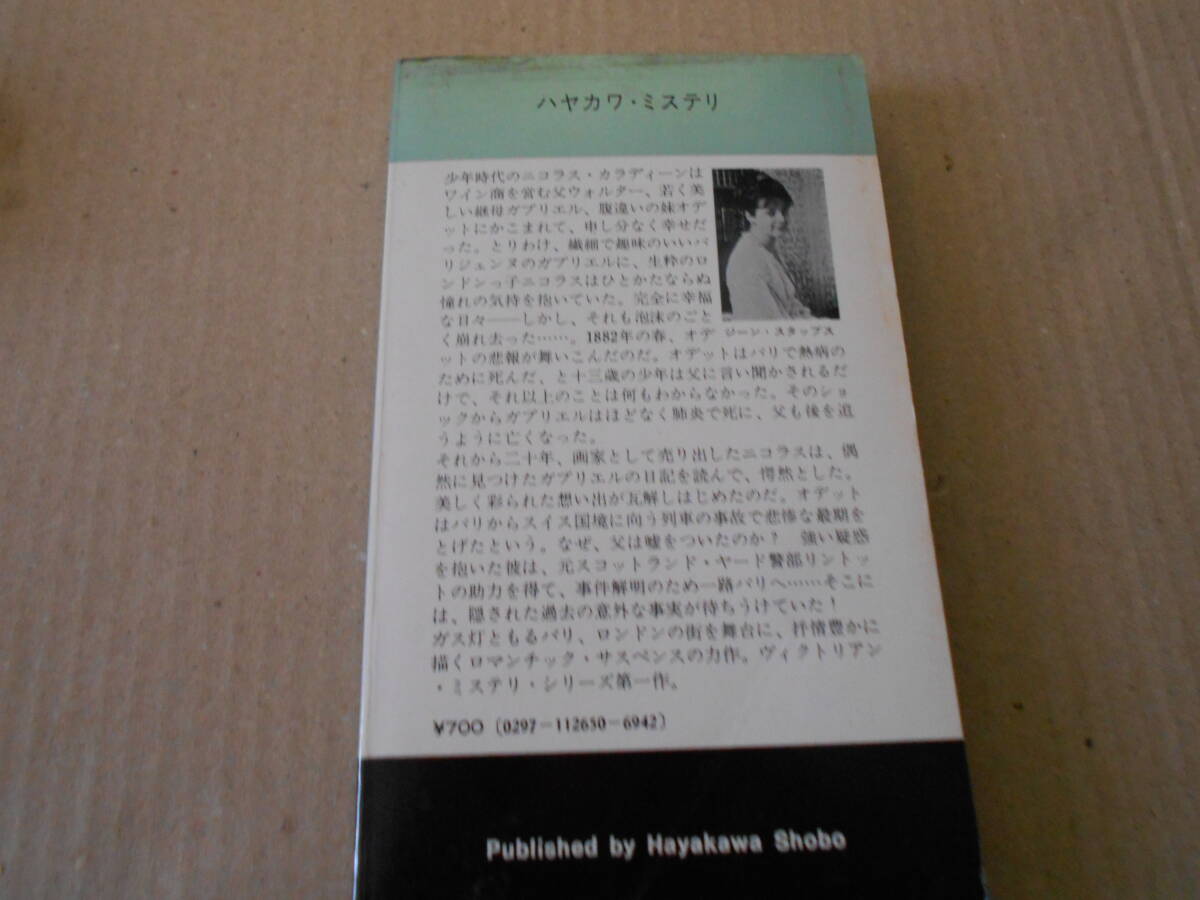 ハヤカワ・ミステリ
少年時代のニコラス・カラディーンは
ワイン商を営む父ウォルター、若く美
しい継母ガブリエル、腹違いの妹オデ
ットにかこまれて、申し分なく幸せだ
った。とりわけ、繊細で趣味のいいパ
リジェンヌのガブリエルに、生粋のロ
ンドンっ子ニコラスはひとかたならぬ
憧れの気持を抱いていた。完全に幸福
な日々――しかし、それも泡沫のごと
く崩れ去った……。1882年の春、オデ
ジーン・スタッブス
ットの悲報が舞いこんだのだ。オデットはパリで熱病の
ために死んだ、と十三歳の少年は父に言い聞かされるだ
けで、それ以上のことは何もわからなかった。そのショ
ックからガブリエルはほどなく肺炎で死に、父も後を追
うように亡くなった。
それから二十年、画家として売り出したニコラスは、偶
然に見つけたガブリエルの日記を読んで、愕然とした。
美しく彩られた想い出が瓦解しはじめたのだ。オデット
はパリからスイス国境に向う列車の事故で悲惨な最期を
とげたという。なぜ、父は嘘をついたのか？　強い疑惑
を抱いた彼は、元スコットランド・ヤード警部リントッ
トの助力を得て、事件解明のため一路パリへ……そこに
は、隠された過去の意外な事実が待ちうけていた！
ガス灯ともるパリ、ロンドンの街を舞台に、抒情豊かに
描くロマンチック・サスペンスの力作。ヴィクトリアン
・ミステリ・シリーズ第一作。
¥700〔0297-112650-6942〕
Published by Hayakawa Shobo